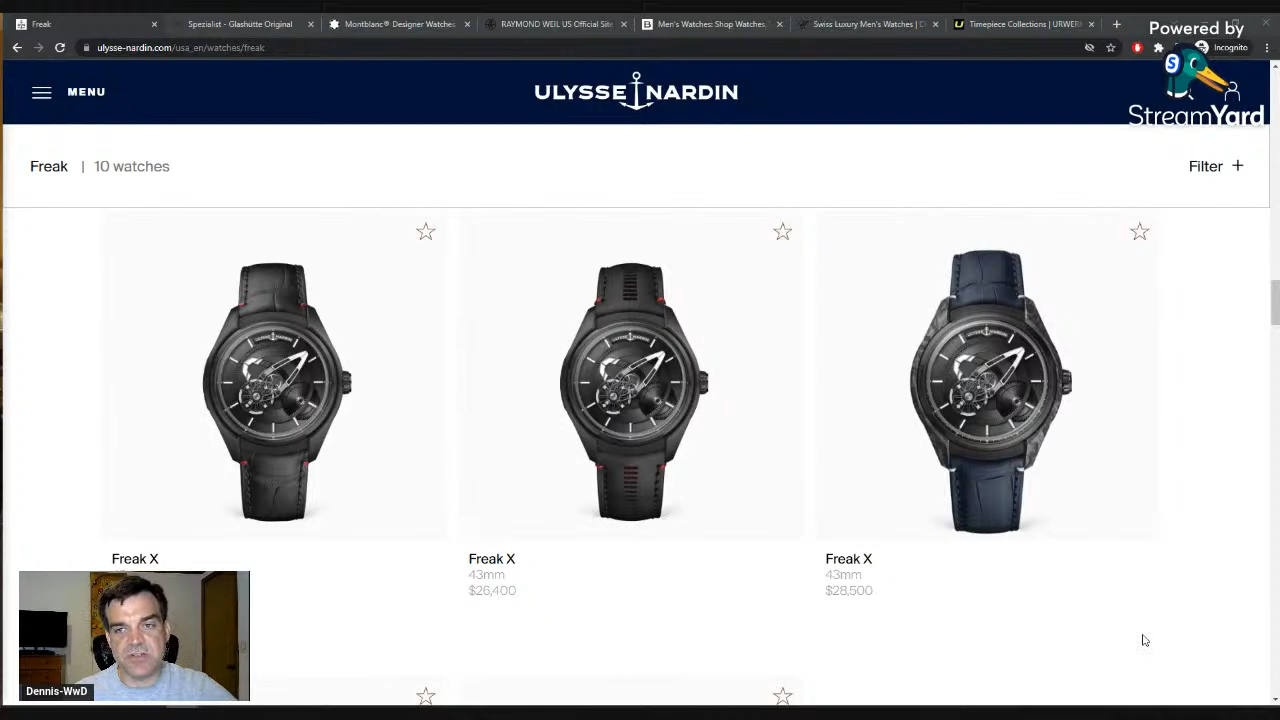 Freak
Spezialist - Glashütte Original
Montblanc® Designer Watches
RAYMOND WEIL US Official Site
Men's Watches: Shop Watches,
Swiss Luxury Men's Watches | C
Timepiece Collections | URWERK
ulysse-nardin.com/usa_en/watches/freak
Incognito
Powered by
StreamYard
MENU
ULYSSE NARDIN
Freak | 10 watches
Filter +
Freak X
Freak X
43mm
$26,400
Freak X
43mm
$28,500
Dennis-WwD